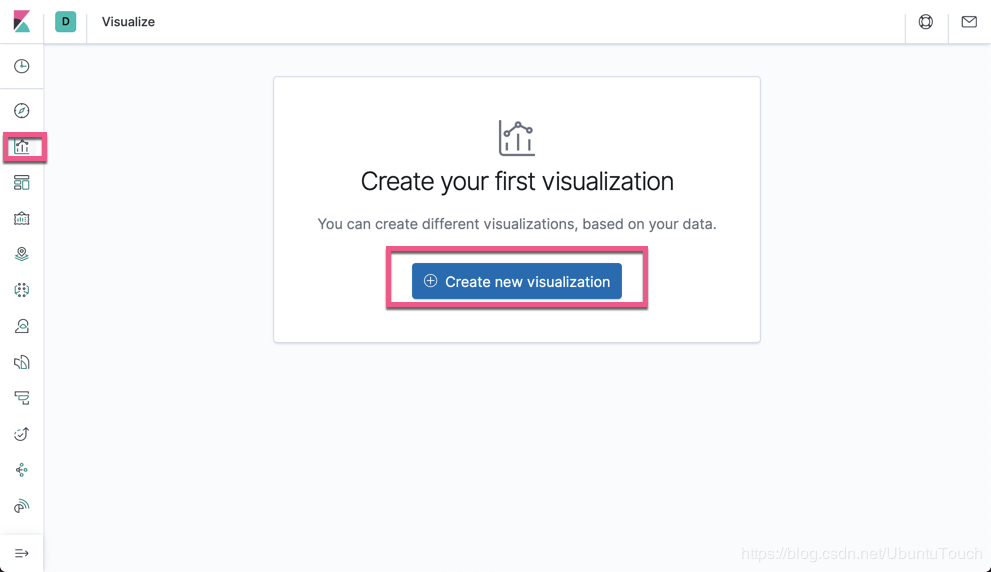 D
Visualize
Create your first visualization
You can create different visualizations, based on your data.
Create new visualization
https://blog.csdn.net/UbuntuTouch